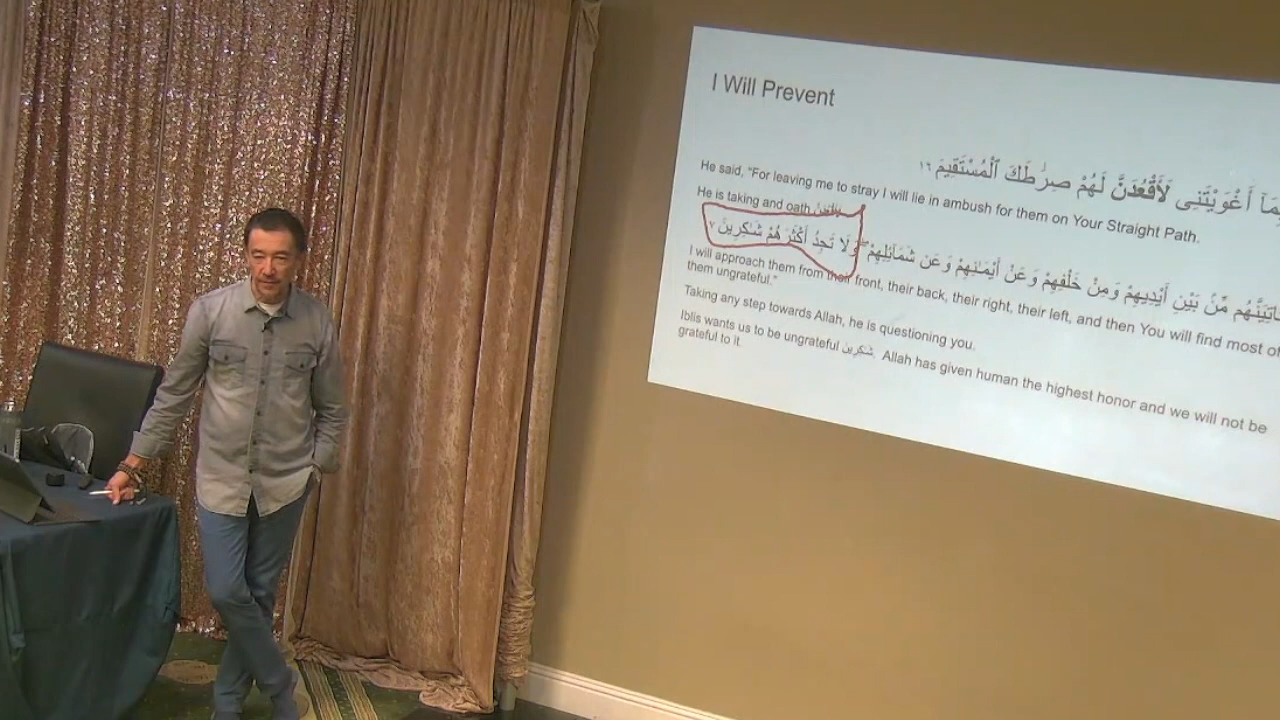 I Will Prevent
أَغْوَيْتَنِى لَأَقْعُدَنَّ لَهُمْ صِرَٰطَكَ ٱلْمُسْتَقِيمَ ١٦
He said, "For leaving me to stray I will lie in ambush for them on Your Straight Path.
He is taking and oath
مِّنۢ بَيْنِ أَيْدِيهِمْ وَمِنْ خَلْفِهِمْ وَعَنْ أَيْمَـٰنِهِمْ وَعَن شَمَآئِلِهِمْ ۖ وَلَا تَجِدُ أَكْثَرَهُمْ شَـٰكِرِينَ
I will approach them from their front, their back, their right, their left, and then You will find most of
them ungrateful."
Taking any step towards Allah, he is questioning you.
Iblis wants us to be ungrateful شَـٰكِرِينَ. Allah has given human the highest honor and we will not be
grateful to it.